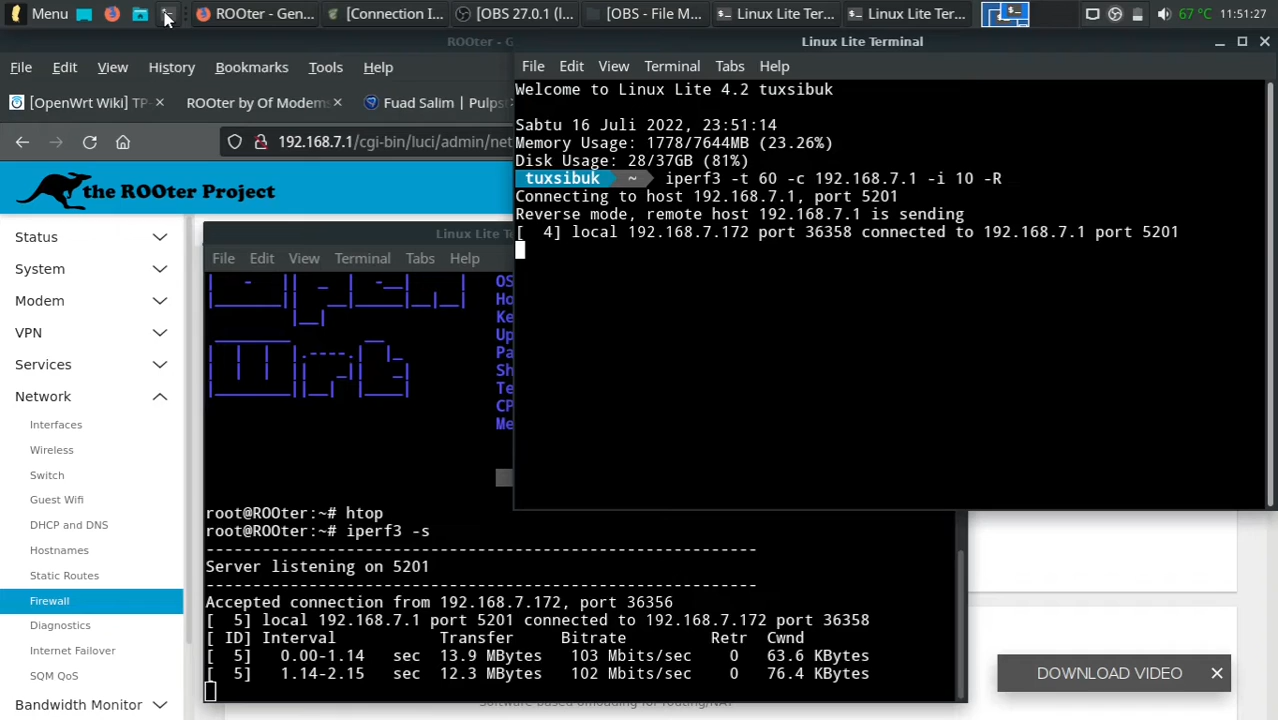 Menu
ROOter - Gen...
[Connection I...
[OBS 27.0.1 (l...
[OBS - File M...
Linux Lite Ter...
Linux Lite Ter...
67 °C
11:51:27
ROOter - G
File Edit View History Bookmarks Tools Help
[OpenWrt Wiki] TP-
ROOter by Of Modems
Fuad Salim | Pulpst
192.168.7.1/cgi-bin/luci/admin/net
the ROOter Project
Status
System
Modem
VPN
Services
Network
Interfaces
Wireless
Switch
Guest Wifi
DHCP and DNS
Hostnames
Static Routes
Firewall
Diagnostics
Internet Failover
SQM QoS
Bandwidth Monitor
Linux Lite Terminal
File Edit View Terminal Tabs Help
Welcome to Linux Lite 4.2 tuxsibuk
Sabtu 16 Juli 2022, 23:51:14
Memory Usage: 1778/7644MB (23.26%)
Disk Usage: 28/37GB (81%)
tuxsibuk ~ iperf3 -t 60 -c 192.168.7.1 -i 10 -R
Connecting to host 192.168.7.1, port 5201
Reverse mode, remote host 192.168.7.1 is sending
[  4] local 192.168.7.172 port 36358 connected to 192.168.7.1 port 5201
Linux Lite Te
File Edit View Terminal Tabs Help
OS
Ho
Ke
Up
Pa
Sh
Te
CP
Me
root@ROOter:~# htop
root@ROOter:~# iperf3 -s
-----------------------------------------------------------
Server listening on 5201
-----------------------------------------------------------
Accepted connection from 192.168.7.172, port 36356
[  5] local 192.168.7.1 port 5201 connected to 192.168.7.172 port 36358
[ ID] Interval Transfer Bitrate Retr Cwnd
[  5] 0.00-1.14 sec 13.9 MBytes 103 Mbits/sec 0 63.6 KBytes
[  5] 1.14-2.15 sec 12.3 MBytes 102 Mbits/sec 0 76.4 KBytes
DOWNLOAD VIDEO
Software based offloading for routing/NAT